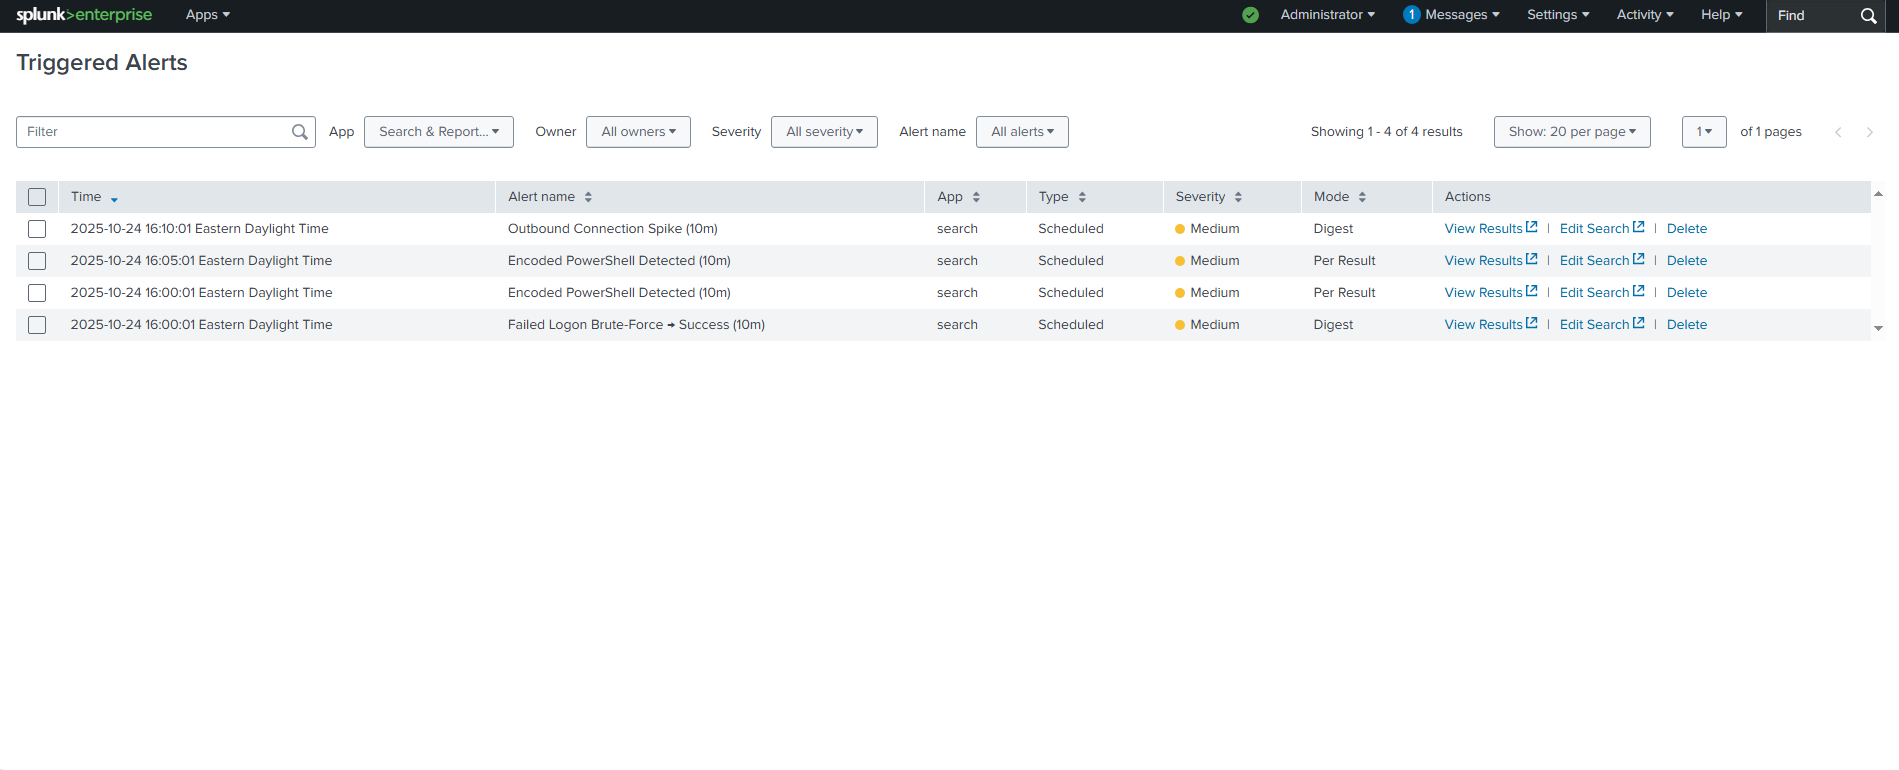 splunk>enterprise Apps Administrator 1 Messages Settings Activity Help Find
Triggered Alerts
Filter App Search & Report... Owner All owners Severity All severity Alert name All alerts Showing 1 - 4 of 4 results Show: 20 per page 1 of 1 pages
Time Alert name App Type Severity Mode Actions
2025-10-24 16:10:01 Eastern Daylight Time Outbound Connection Spike (10m) search Scheduled Medium Digest View Results | Edit Search | Delete
2025-10-24 16:05:01 Eastern Daylight Time Encoded PowerShell Detected (10m) search Scheduled Medium Per Result View Results | Edit Search | Delete
2025-10-24 16:00:01 Eastern Daylight Time Encoded PowerShell Detected (10m) search Scheduled Medium Per Result View Results | Edit Search | Delete
2025-10-24 16:00:01 Eastern Daylight Time Failed Logon Brute-Force → Success (10m) search Scheduled Medium Digest View Results | Edit Search | Delete